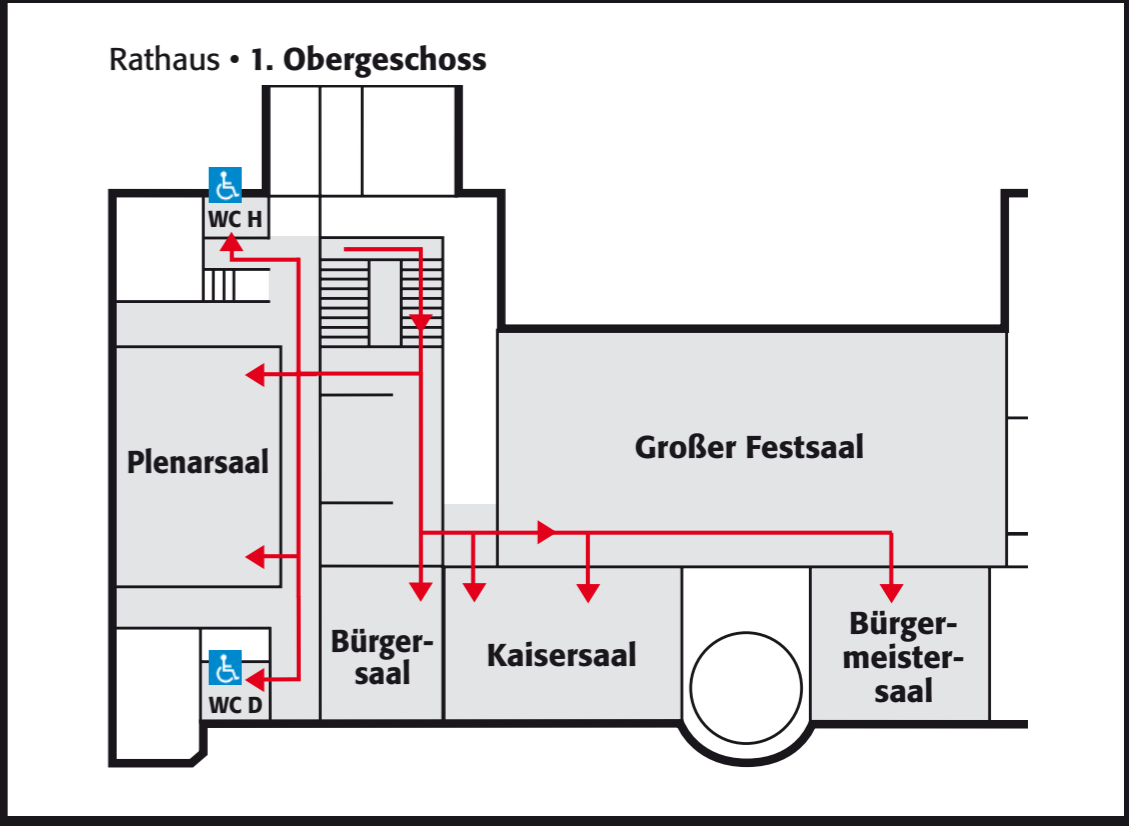 Rathaus • 1. Obergeschoss
WC H
Großer Festsaal
Plenarsaal
Bürger-
saal
Kaisersaal
Bürger-
meister-
saal
WC D